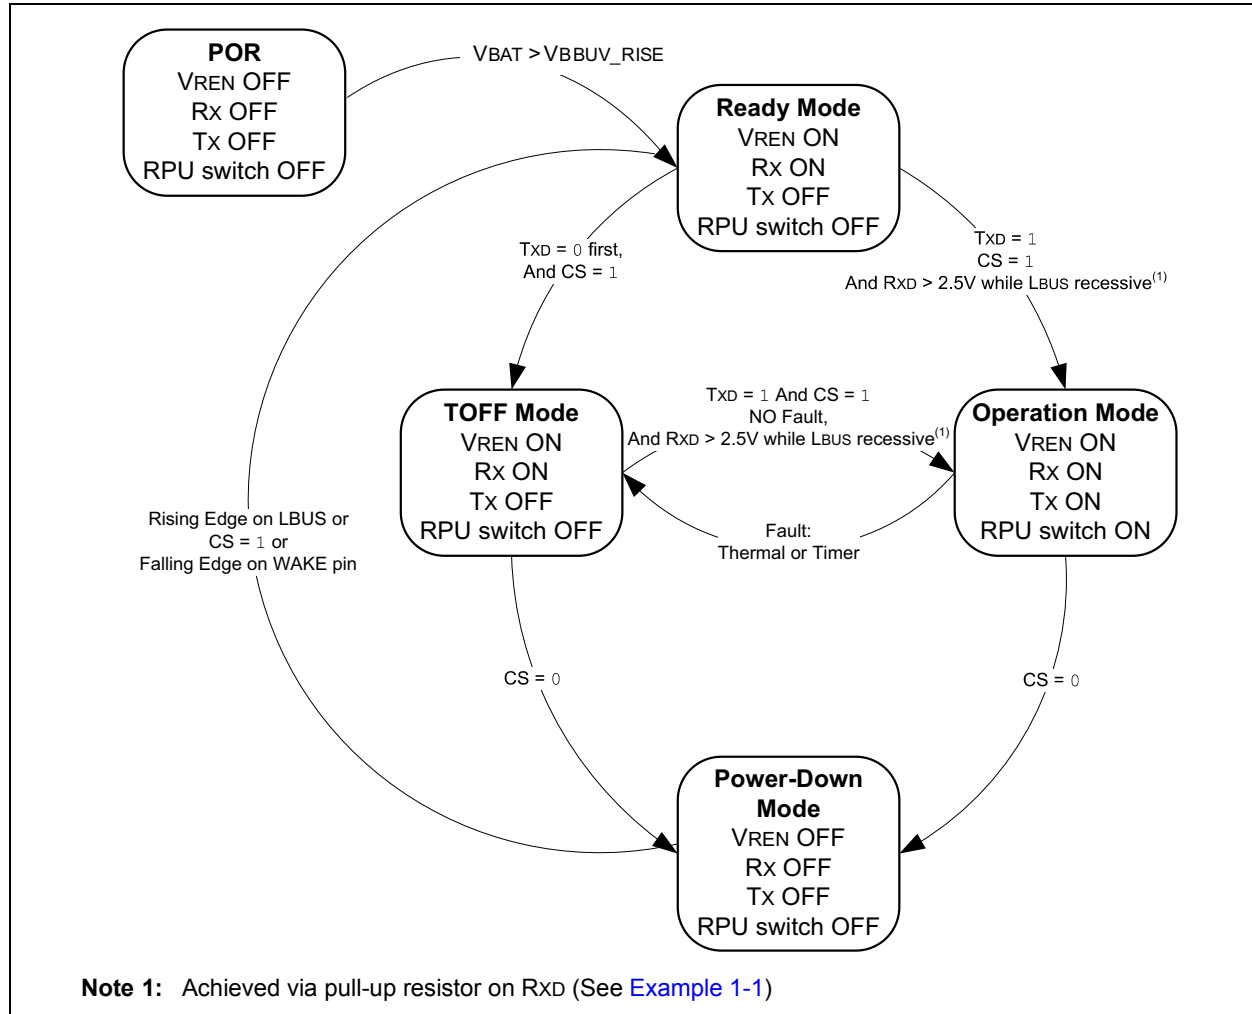 POR
VREN OFF
RX OFF
TX OFF
RPU switch OFF
VBAT > VBBUV_RISE
Ready Mode
VREN ON
RX ON
TX OFF
RPU switch OFF
TXD = 0 first,
And CS = 1
TXD = 1
CS = 1
And RXD > 2.5V while LBUS recessive(1)
TOFF Mode
VREN ON
RX ON
TX OFF
RPU switch OFF
TXD = 1 And CS = 1
NO Fault,
And RXD > 2.5V while LBUS recessive(1)
Operation Mode
VREN ON
RX ON
TX ON
RPU switch ON
Fault:
Thermal or Timer
Rising Edge on LBUS or
CS = 1 or
Falling Edge on WAKE pin
CS = 0
CS = 0
Power-Down
Mode
VREN OFF
RX OFF
TX OFF
RPU switch OFF
Note 1: Achieved via pull-up resistor on RXD (See Example 1-1)